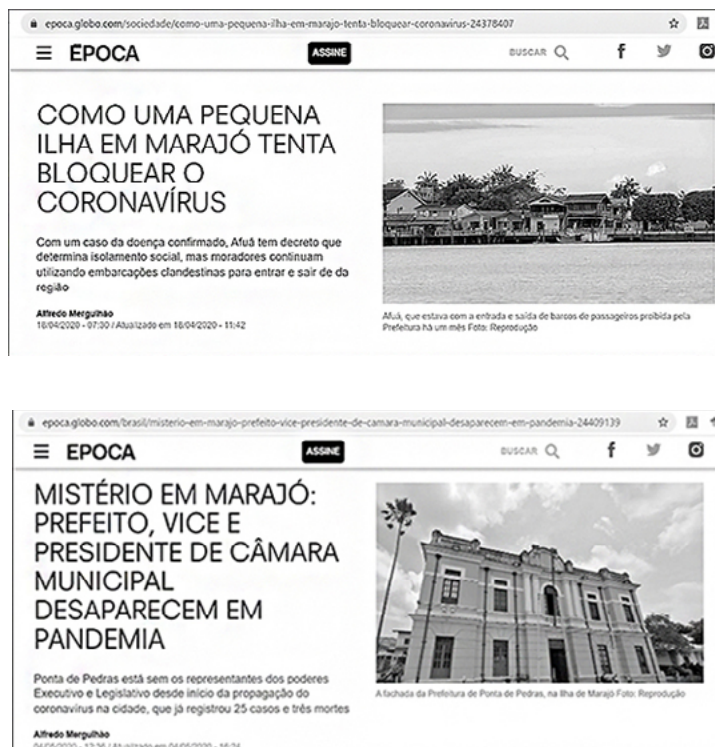 epoca.globo.com/sociedade/como-uma-pequena-ilha-em-marajo-tenta-bloquear-coronavirus-24378407
ÉPOCA
ASSINE
BUSCAR
COMO UMA PEQUENA
ILHA EM MARAJÓ TENTA
BLOQUEAR O
CORONAVÍRUS
Com um caso da doença confirmado, Afuá tem decreto que
determina isolamento social, mas moradores continuam
utilizando embarcações clandestinas para entrar e sair de da
região
Alfredo Mergulhão
18/04/2020 - 07:30 / Atualizado em 18/04/2020 - 11:42
Afuá, que estava com a entrada e saída de barcos de passageiros proibida pela
Prefeitura há um mês Foto: Reprodução
epoca.globo.com/brasil/misterio-em-marajo-prefeito-vice-presidente-de-camara-municipal-desaparecem-em-pandemia-24409139
EPOCA
ASSINE
BUSCAR
MISTÉRIO EM MARAJÓ:
PREFEITO, VICE E
PRESIDENTE DE CÂMARA
MUNICIPAL
DESAPARECEM EM
PANDEMIA
Ponta de Pedras está sem os representantes dos poderes
Executivo e Legislativo desde início da propagação do
coronavírus na cidade, que já registrou 25 casos e três mortes
A fachada da Prefeitura de Ponta de Pedras, na Ilha de Marajó Foto: Reprodução
Alfredo Mergulhão